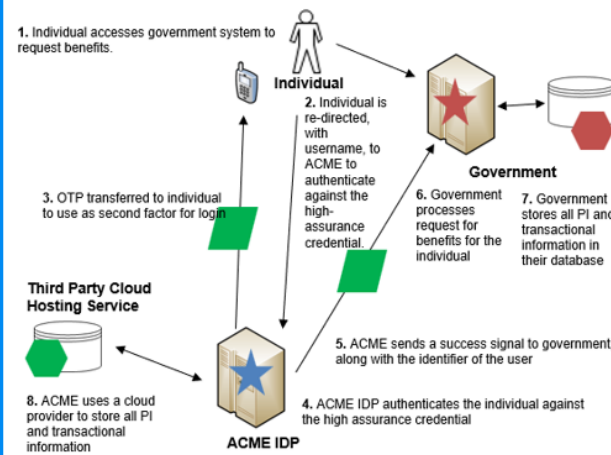 1. Individual accesses government system to
request benefits.
Individual
2. Individual is
re-directed,
with
username, to
ACME to
authenticate
against the
high-
assurance
credential.
Government
3. OTP transferred to individual
to use as second factor for login
6. Government
processes
request for
benefits for the
individual
7. Government
stores all PI and
transactional
information in
their database
Third Party Cloud
Hosting Service
5. ACME sends a success signal to government
along with the identifier of the user
8. ACME uses a cloud
provider to store all PI
and transactional
information
4. ACME IDP authenticates the individual against
the high assurance credential
ACME IDP